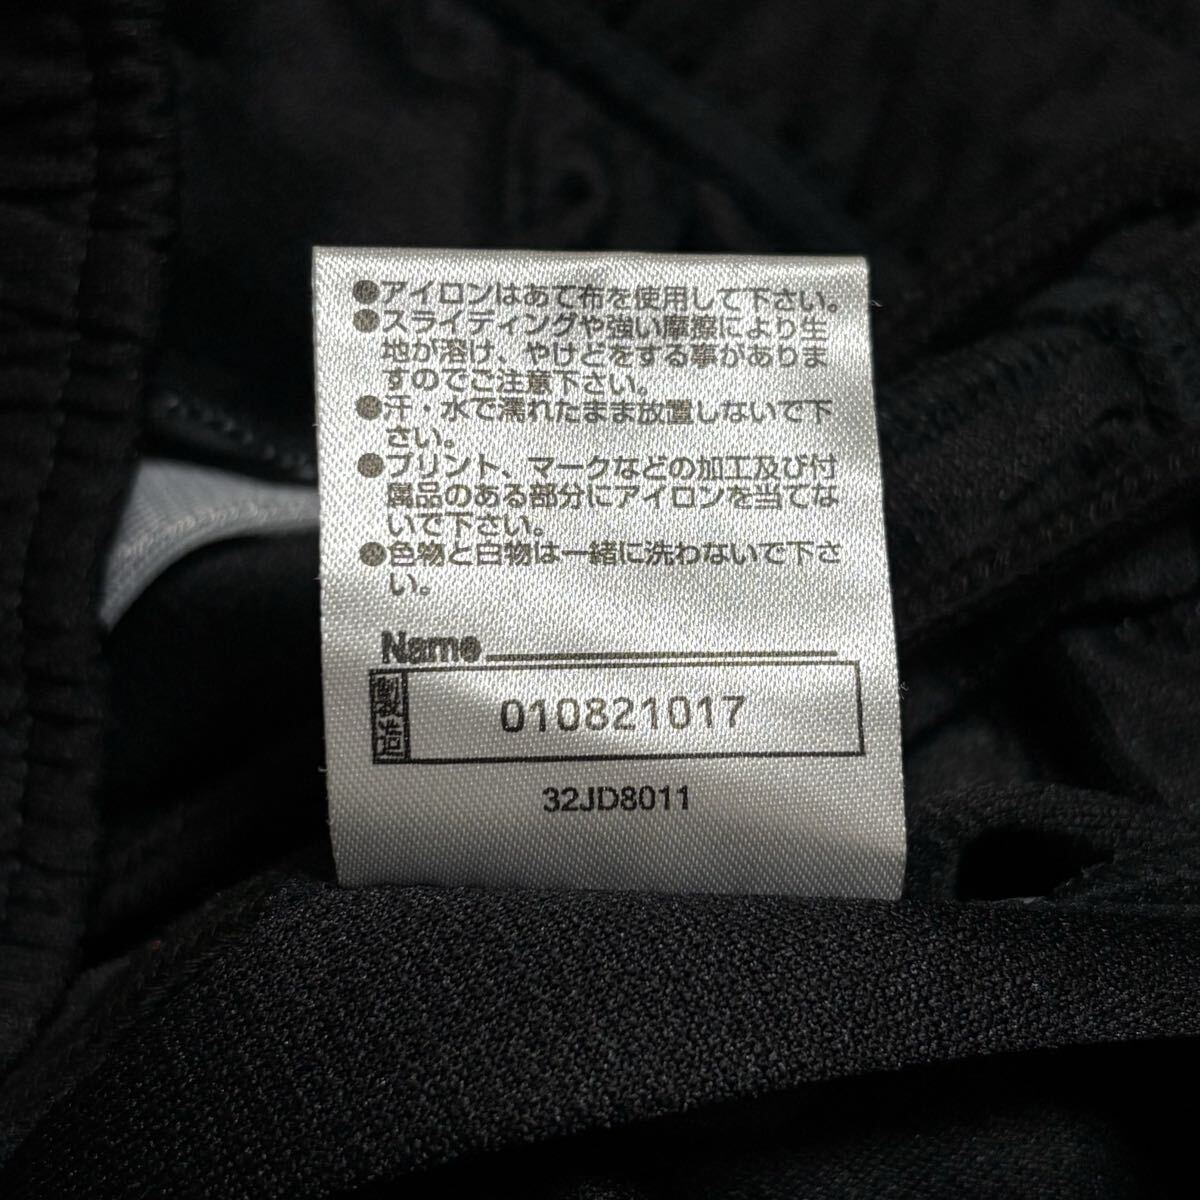 ●アイロンはあて布を使用して下さい。
●スライディングや強い摩擦により生
地が溶け、やけどをする事がありま
すのでご注意下さい。
●汗・水で濡れたまま放置しないで下
さい。
●プリント、マークなどの加工及び付
属品のある部分にアイロンを当てな
いで下さい。
●色物と白物は一緒に洗わないで下さ
い。
Name
010821017
32JD8011